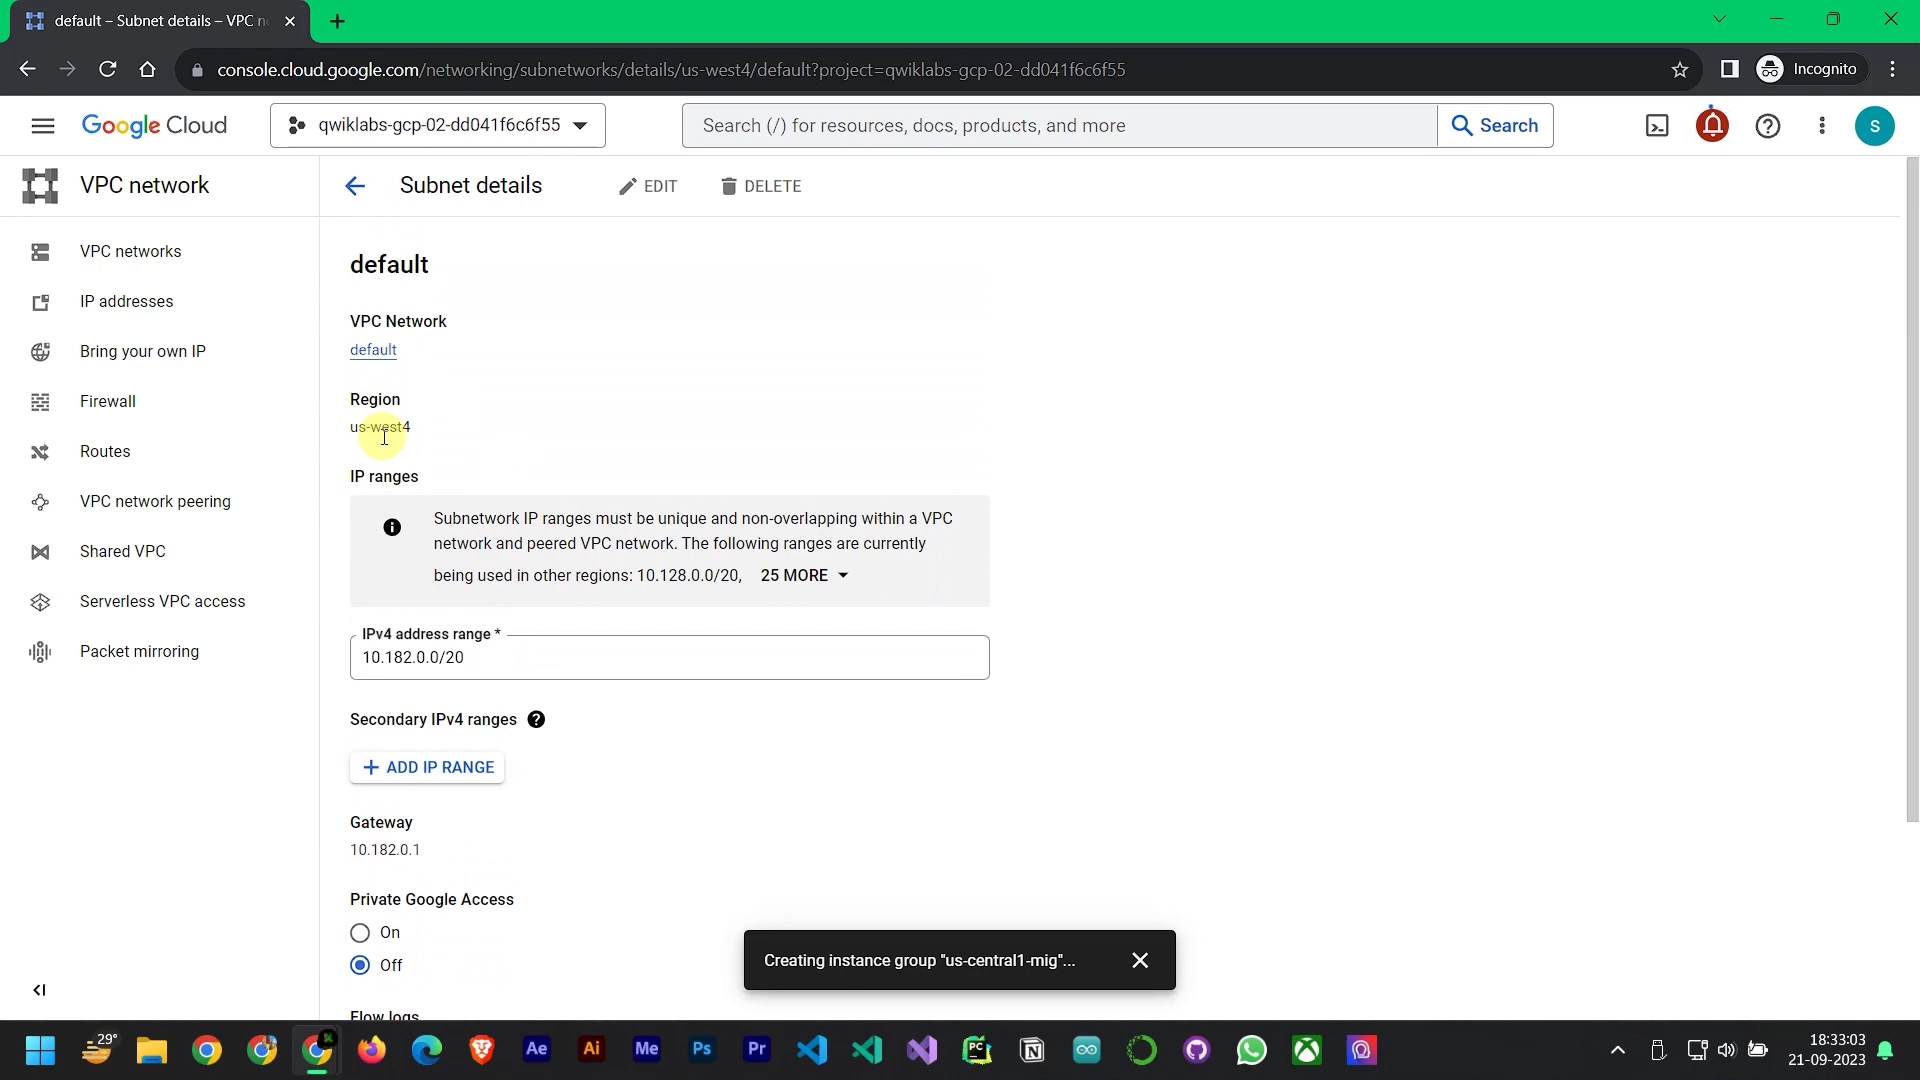 default – Subnet details – VPC n
console.cloud.google.com/networking/subnetworks/details/us-west4/default?project=qwiklabs-gcp-02-dd041f6c6f55
Incognito
Google Cloud
qwiklabs-gcp-02-dd041f6c6f55
Search (/) for resources, docs, products, and more
Search
S
VPC network
Subnet details
EDIT
DELETE
VPC networks
IP addresses
Bring your own IP
Firewall
Routes
VPC network peering
Shared VPC
Serverless VPC access
Packet mirroring
default
VPC Network
default
Region
us-west4
IP ranges
Subnetwork IP ranges must be unique and non-overlapping within a VPC
network and peered VPC network. The following ranges are currently
being used in other regions: 10.128.0.0/20, 25 MORE
IPv4 address range *
10.182.0.0/20
Secondary IPv4 ranges
ADD IP RANGE
Gateway
10.182.0.1
Private Google Access
On
Off
Flow logs
Creating instance group "us-central1-mig"...
29°
Ae
Ai
Me
Ps
Pr
PC
N
18:33:03
21-09-2023